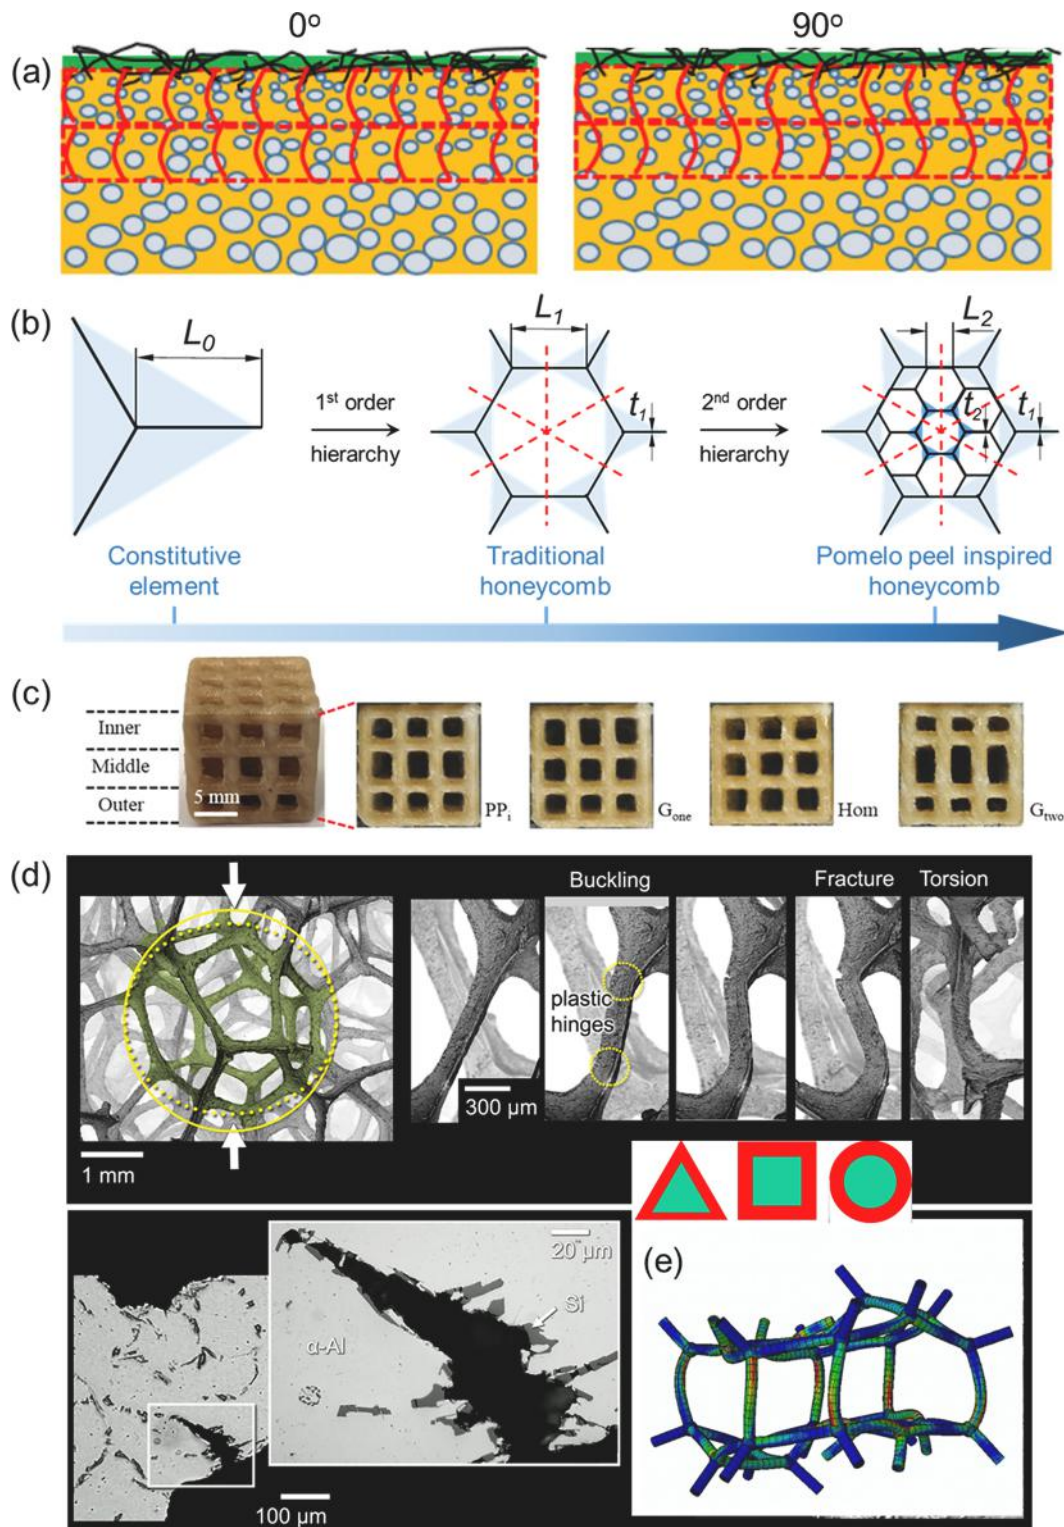 0°
90°
(a)
(b)
L0
L1
L2
t1
t2
t1
1st order
hierarchy
2nd order
hierarchy
Constitutive
element
Traditional
honeycomb
Pomelo peel inspired
honeycomb
(c)
Inner
Middle
Outer
5 mm
PPi
Gone
Hom
Gtwo
(d)
Buckling
Fracture
Torsion
plastic
hinges
300 µm
1 mm
20 µm
Si
α-Al
100 µm
(e)